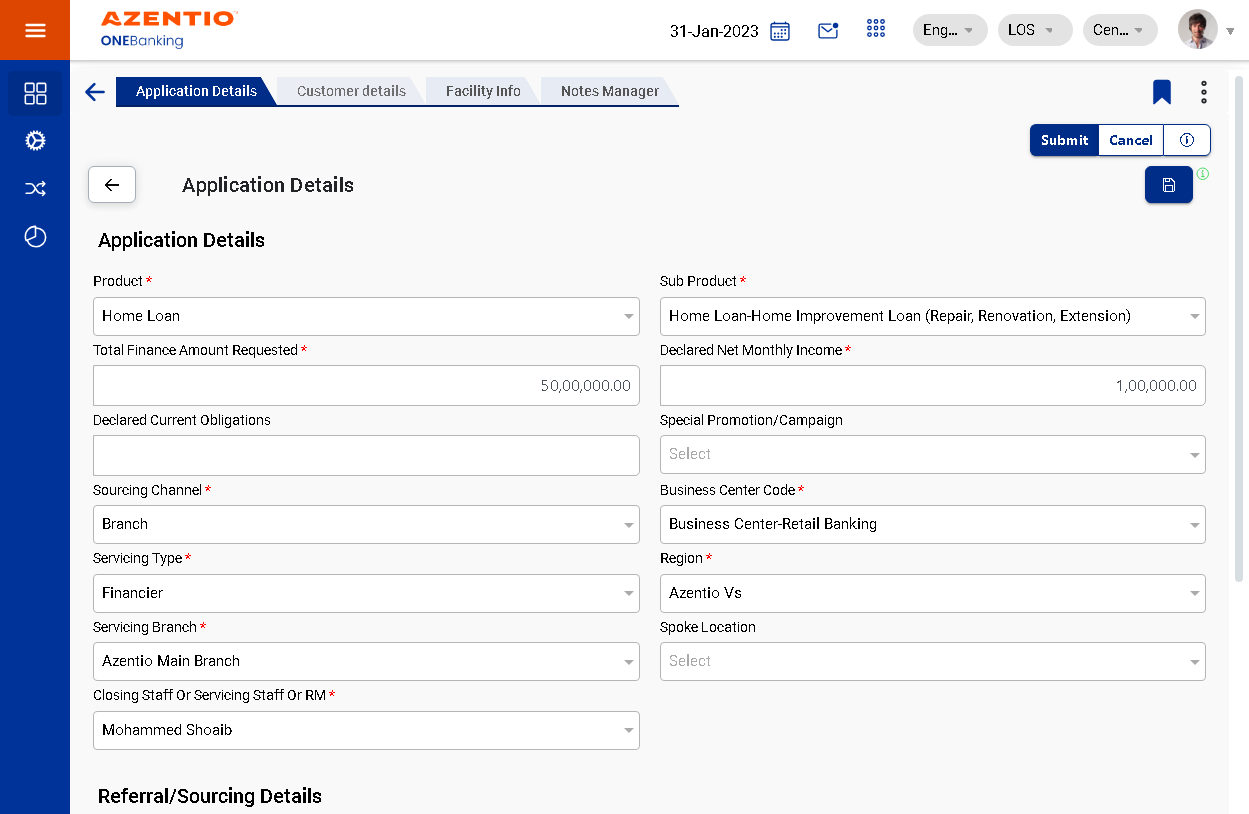 AZENTIO
ONEBanking
31-Jan-2023
Eng...
LOS
Cen...
Application Details
Customer details
Facility Info
Notes Manager
Submit
Cancel
Application Details
Application Details
Product *
Sub Product *
Home Loan
Home Loan-Home Improvement Loan (Repair, Renovation, Extension)
Total Finance Amount Requested *
Declared Net Monthly Income *
50,00,000.00
1,00,000.00
Declared Current Obligations
Special Promotion/Campaign
Select
Sourcing Channel *
Business Center Code *
Branch
Business Center-Retail Banking
Servicing Type *
Region *
Financier
Azentio Vs
Servicing Branch *
Spoke Location
Azentio Main Branch
Select
Closing Staff Or Servicing Staff Or RM *
Mohammed Shoaib
Referral/Sourcing Details